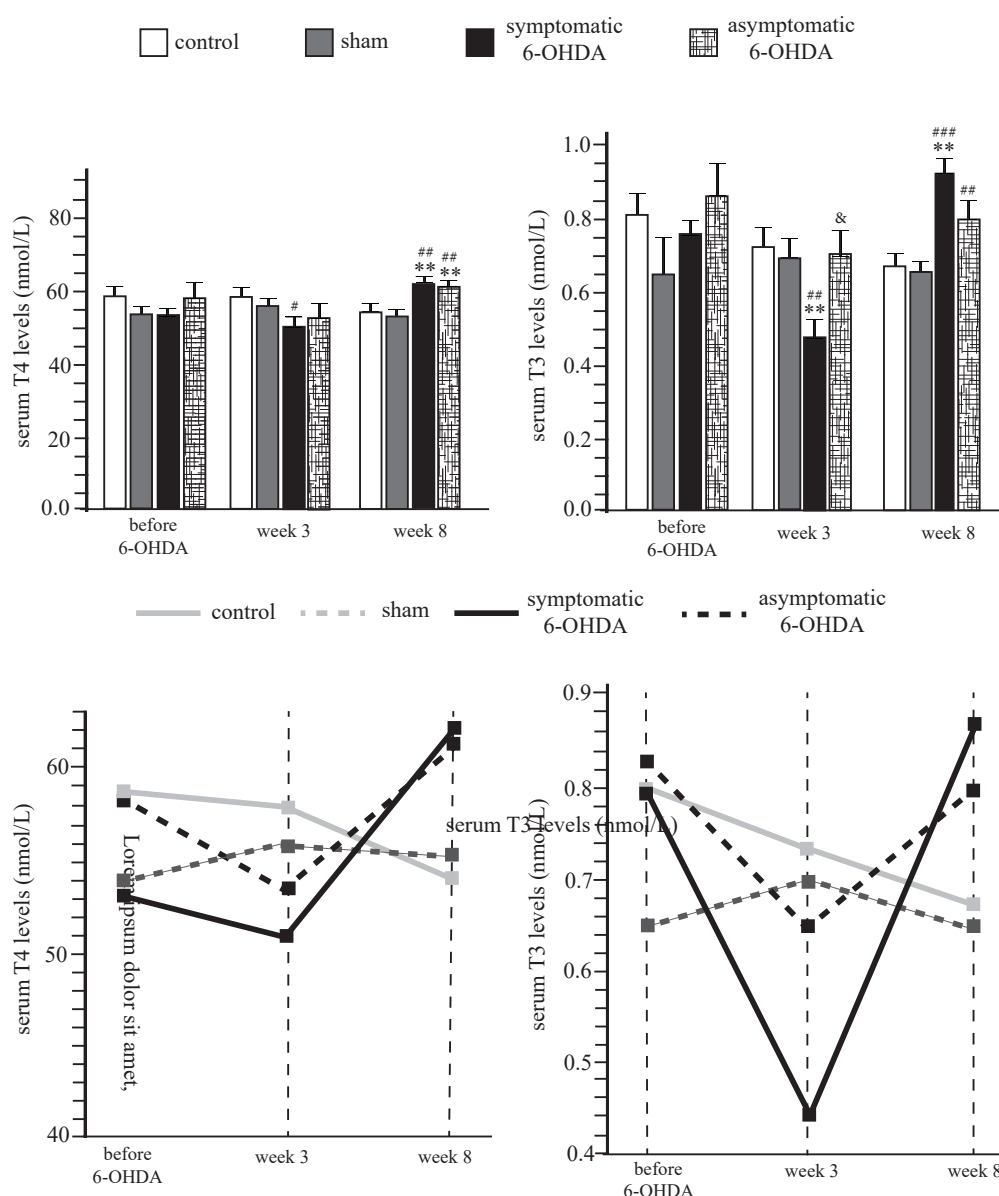 control
sham
symptomatic
6-OHDA
asymptomatic
6-OHDA
serum T4 levels (nmol/L)
80
60
40
20
0.0
#
##
**
##
**
before
6-OHDA
week 3
week 8
serum T3 levels (nmol/L)
1.0
0.8
0.6
0.4
0.2
0.0
##
**
&
###
**
##
before
6-OHDA
week 3
week 8
control
sham
symptomatic
6-OHDA
asymptomatic
6-OHDA
serum T4 levels (nmol/L)
60
50
40
Lorem ipsum dolor sit amet,
before
6-OHDA
week 3
week 8
serum T3 levels (nmol/L)
serum T3 levels (nmol/L)
0.9
0.8
0.7
0.6
0.5
0.4
before
6-OHDA
week 3
week 8